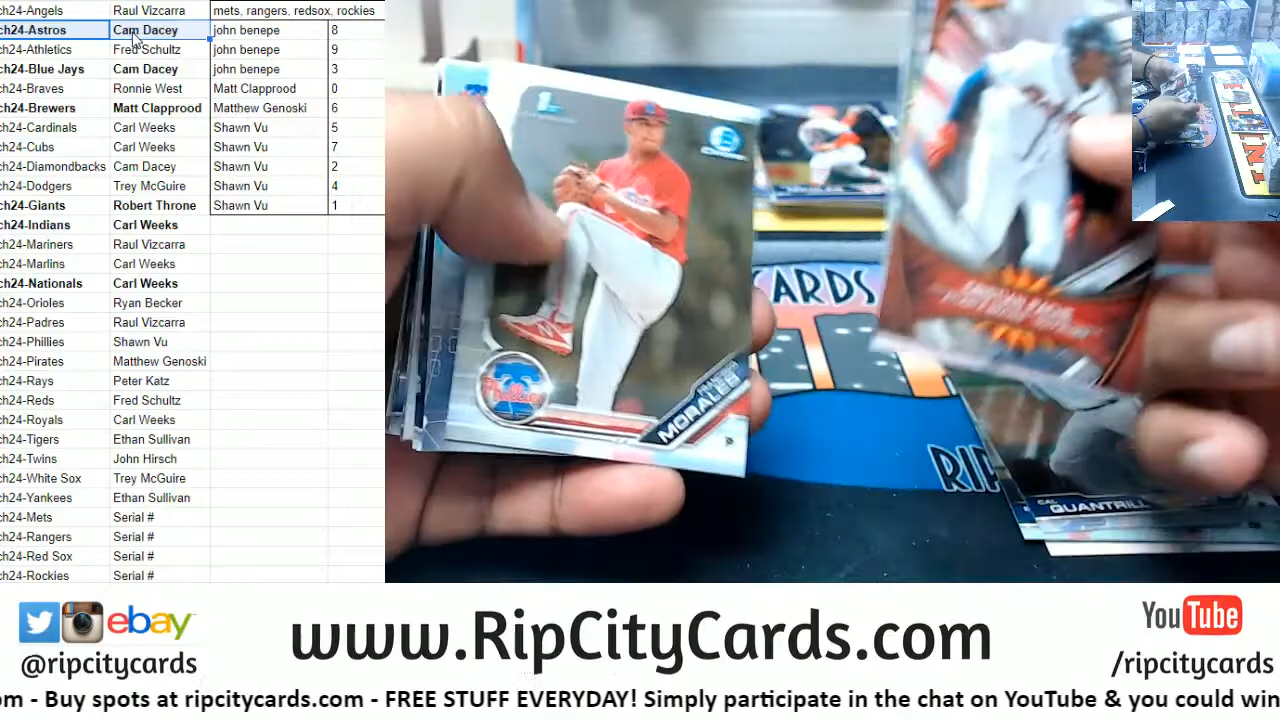 ch24-Angels Raul Vizcarra mets, rangers, redsox, rockies
ch24-Astros Cam Dacey john benepe 8
ch24-Athletics Fred Schultz john benepe 9
ch24-Blue Jays Cam Dacey john benepe 3
ch24-Braves Ronnie West Matt Clapprood 0
ch24-Brewers Matt Clapprood Matthew Genoski 6
ch24-Cardinals Carl Weeks Shawn Vu 5
ch24-Cubs Carl Weeks Shawn Vu 7
ch24-Diamondbacks Cam Dacey Shawn Vu 2
ch24-Dodgers Trey McGuire Shawn Vu 4
ch24-Giants Robert Throne Shawn Vu 1
ch24-Indians Carl Weeks
ch24-Mariners Raul Vizcarra
ch24-Marlins Carl Weeks
ch24-Nationals Carl Weeks
ch24-Orioles Ryan Becker
ch24-Padres Raul Vizcarra
ch24-Phillies Shawn Vu
ch24-Pirates Matthew Genoski
ch24-Rays Peter Katz
ch24-Reds Fred Schultz
ch24-Royals Carl Weeks
ch24-Tigers Ethan Sullivan
ch24-Twins John Hirsch
ch24-White Sox Trey McGuire
ch24-Yankees Ethan Sullivan
ch24-Mets Serial #
ch24-Rangers Serial #
ch24-Red Sox Serial #
ch24-Rockies Serial #
Phillies
MORALES
P
CARDS
RIP
CAL
QUANTRILL
ebay
@ripcitycards
www.RipCityCards.com
YouTube
/ripcitycards
om - Buy spots at ripcitycards.com - FREE STUFF EVERYDAY! Simply participate in the chat on YouTube & you could win